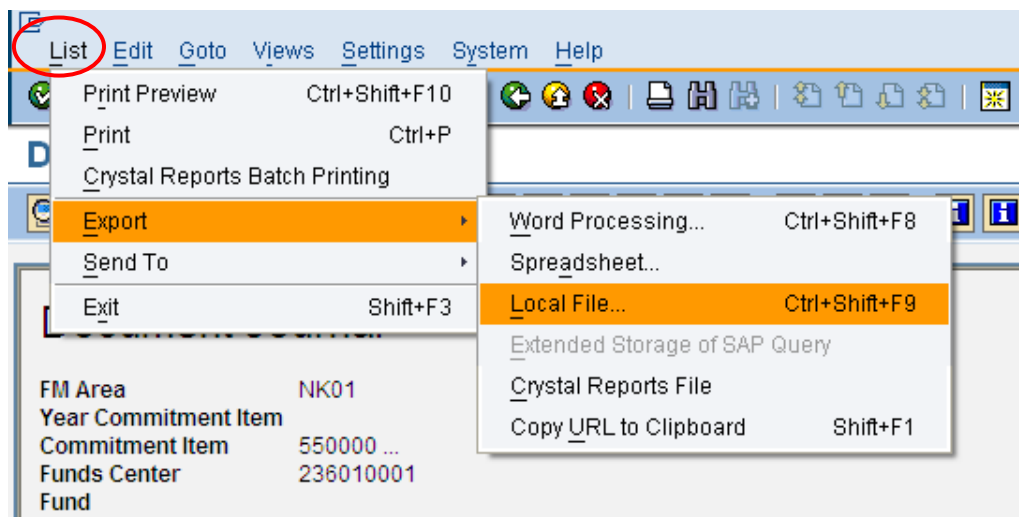 List Edit Goto Views Settings System Help
Print Preview Ctrl+Shift+F10
Print Ctrl+P
Crystal Reports Batch Printing
Export
Send To
Exit Shift+F3
Word Processing... Ctrl+Shift+F8
Spreadsheet...
Local File... Ctrl+Shift+F9
Extended Storage of SAP Query
Crystal Reports File
Copy URL to Clipboard Shift+F1
FM Area NK01
Year Commitment Item
Commitment Item 550000 ...
Funds Center 236010001
Fund